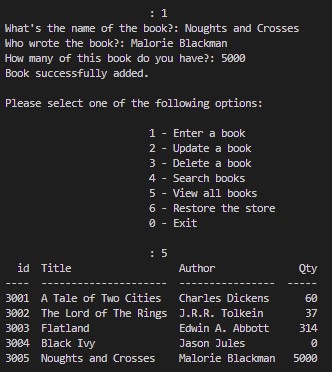 : 1
What's the name of the book?: Noughts and Crosses
Who wrote the book?: Malorie Blackman
How many of this book do you have?: 5000
Book successfully added.
Please select one of the following options:
1 - Enter a book
2 - Update a book
3 - Delete a book
4 - Search books
5 - View all books
6 - Restore the store
0 - Exit
: 5
id Title Author Qty
---- -------------------- --------------- -----
3001 A Tale of Two Cities Charles Dickens 60
3002 The Lord of The Rings J.R.R. Tolkein 37
3003 Flatland Edwin A. Abbott 314
3004 Black Ivy Jason Jules 0
3005 Noughts and Crosses Malorie Blackman 5000